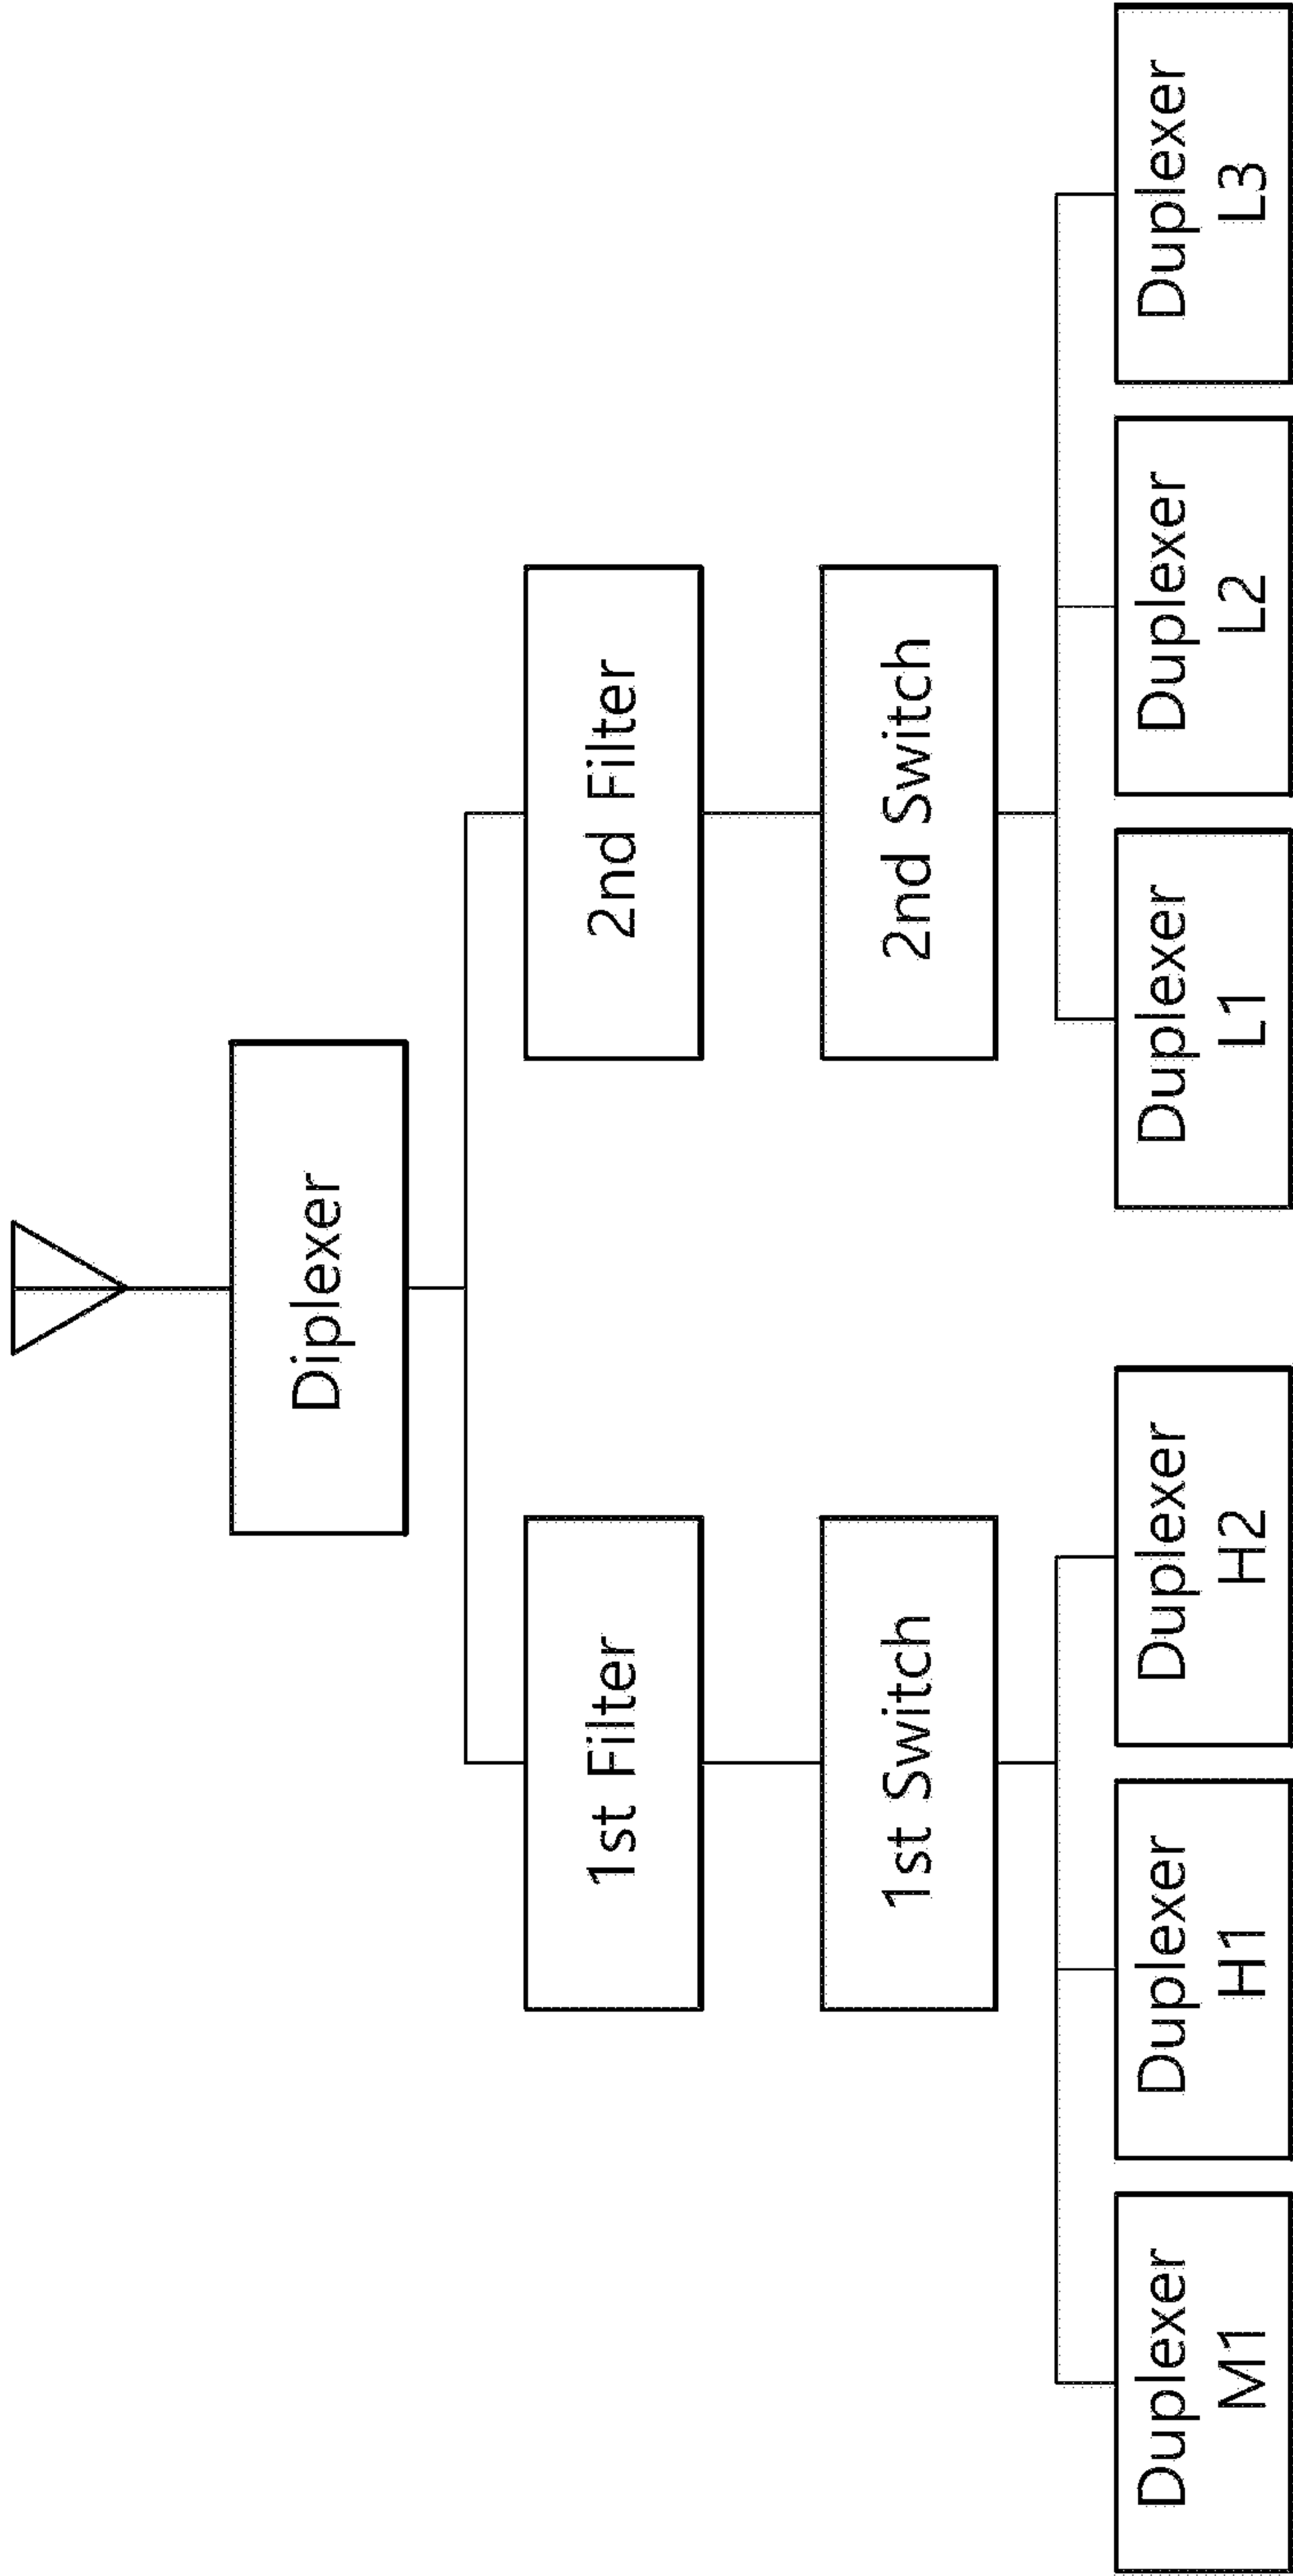 Diplexer
1st Filter
2nd Filter
1st Switch
2nd Switch
Duplexer
M1
Duplexer
H1
Duplexer
H2
Duplexer
L1
Duplexer
L2
Duplexer
L3